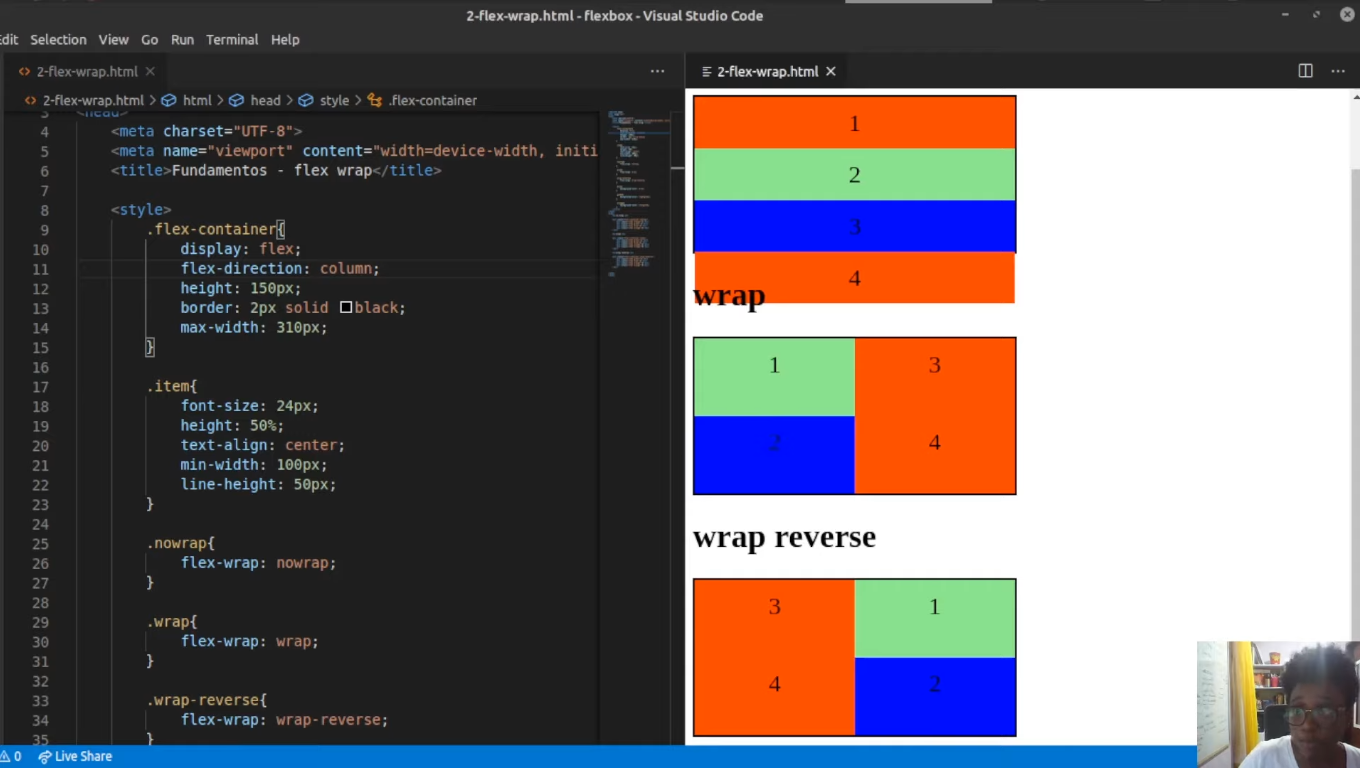 2-flex-wrap.html - flexbox - Visual Studio Code
Edit Selection View Go Run Terminal Help
2-flex-wrap.html
2-flex-wrap.html
2-flex-wrap.html > html > head > style > .flex-container
3 <head>
4 <meta charset="UTF-8">
5 <meta name="viewport" content="width=device-width, initi
6 <title>Fundamentos - flex wrap</title>
7
8 <style>
9 .flex-container{
10 display: flex;
11 flex-direction: column;
12 height: 150px;
13 border: 2px solid black;
14 max-width: 310px;
15 }
16
17 .item{
18 font-size: 24px;
19 height: 50%;
20 text-align: center;
21 min-width: 100px;
22 line-height: 50px;
23 }
24
25 .nowrap{
26 flex-wrap: nowrap;
27 }
28
29 .wrap{
30 flex-wrap: wrap;
31 }
32
33 .wrap-reverse{
34 flex-wrap: wrap-reverse;
35 }
1
2
3
4
wrap
1 3
2 4
wrap reverse
3 1
4 2
0 Live Share